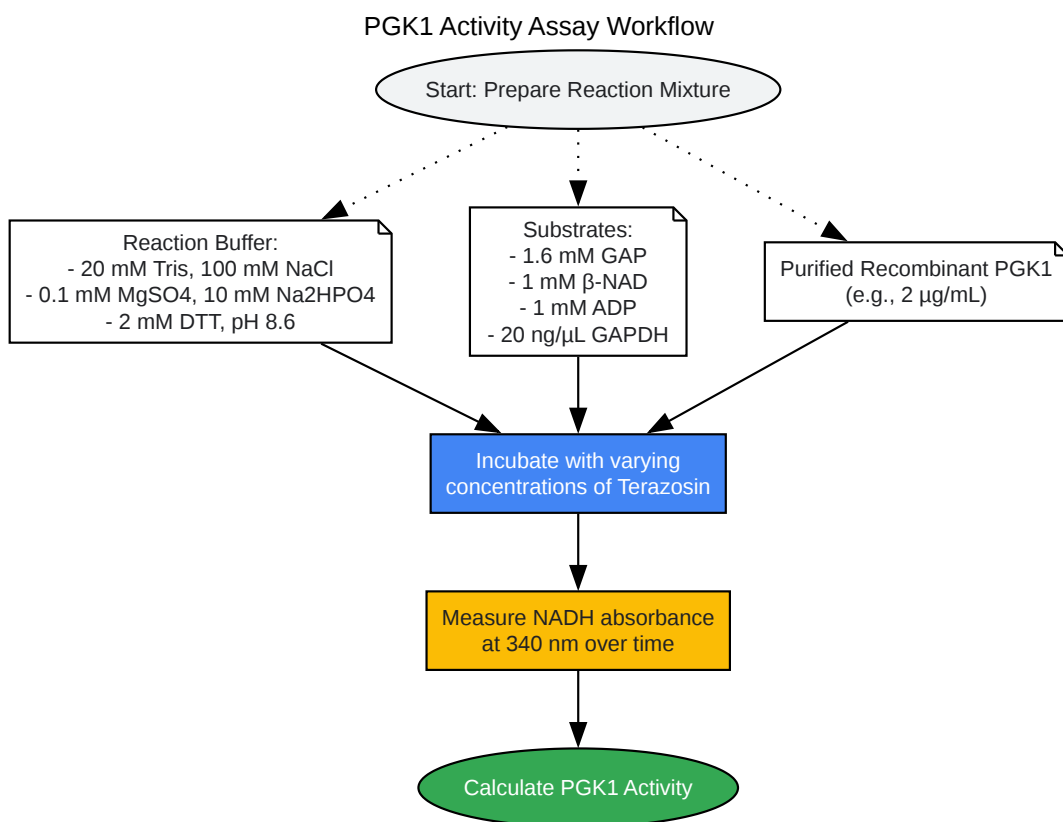 PGK1 Activity Assay Workflow
Start: Prepare Reaction Mixture
Reaction Buffer:
- 20 mM Tris, 100 mM NaCl
- 0.1 mM MgSO4, 10 mM Na2HPO4
- 2 mM DTT, pH 8.6
Substrates:
- 1.6 mM GAP
- 1 mM β-NAD
- 1 mM ADP
- 20 ng/µL GAPDH
Purified Recombinant PGK1
(e.g., 2 µg/mL)
Incubate with varying
concentrations of Terazosin
Measure NADH absorbance
at 340 nm over time
Calculate PGK1 Activity